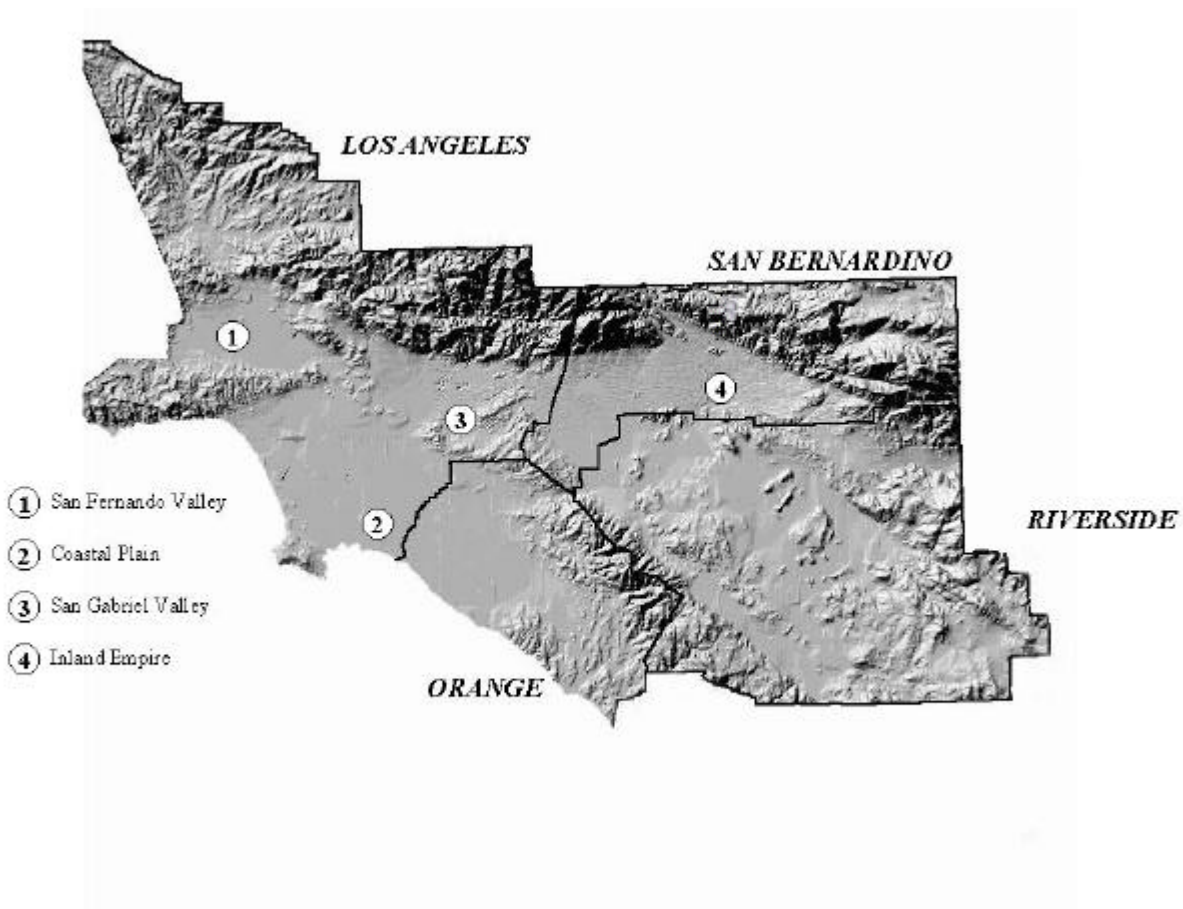 LOS ANGELES
SAN BERNARDINO
1
4
3
1 San Fernando Valley
RIVERSIDE
2
2 Coastal Plain
3 San Gabriel Valley
4 Inland Empire
ORANGE